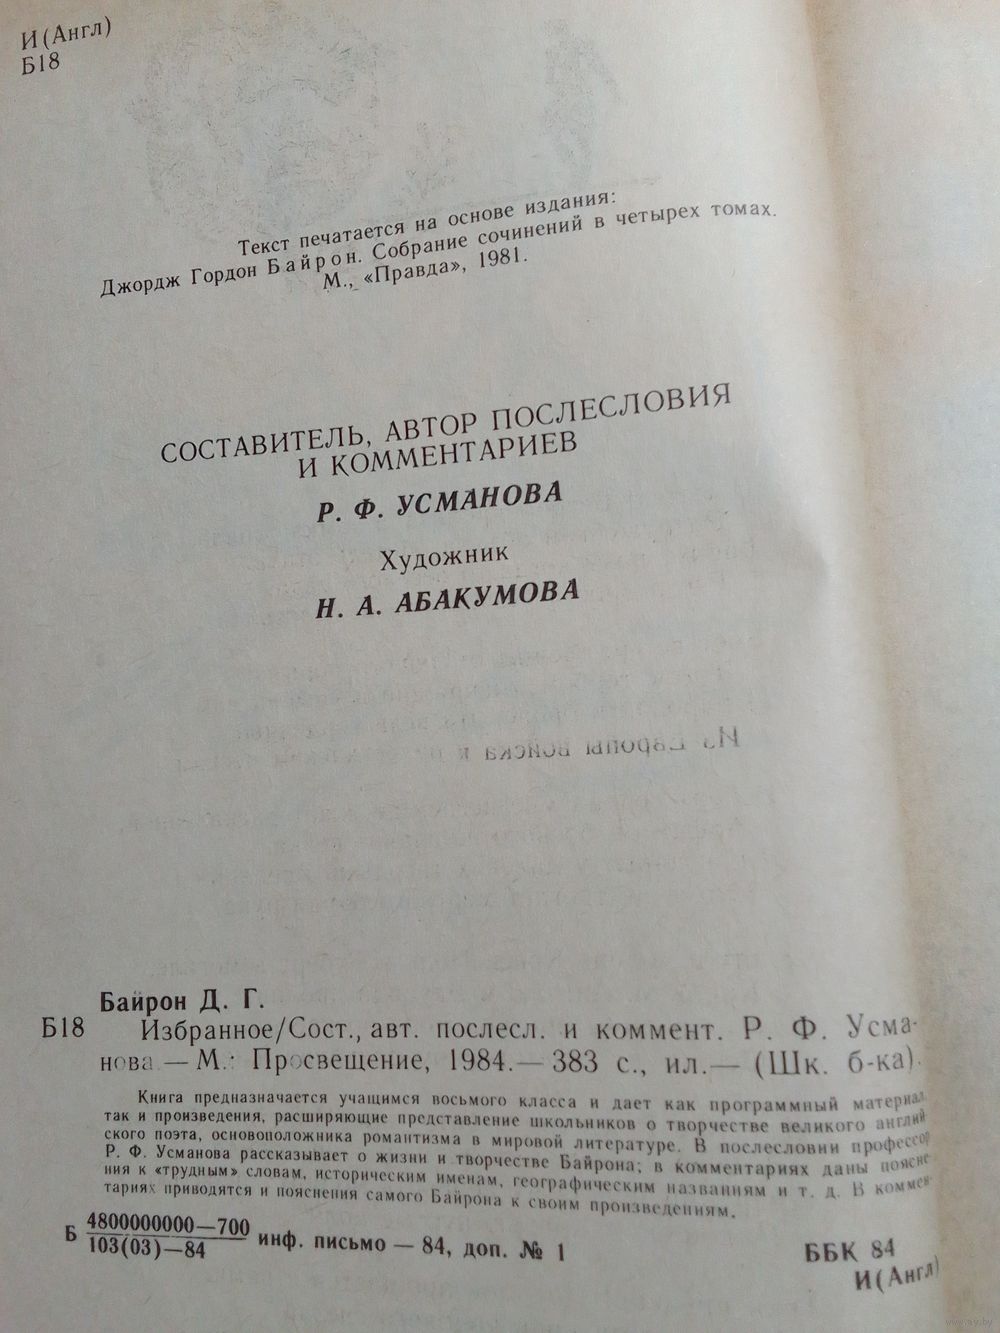 И(Англ)
Б18
Текст печатается на основе издания:
Джордж Гордон Байрон. Собрание сочинений в четырех томах.
М., «Правда», 1981.
СОСТАВИТЕЛЬ, АВТОР ПОСЛЕСЛОВИЯ
И КОММЕНТАРИЕВ
Р. Ф. УСМАНОВА
Художник
Н. А. АБАКУМОВА
Байрон Д. Г.
Б18 Избранное/Сост., авт. послесл. и коммент. Р. Ф. Усма-
нова.— М.: Просвещение, 1984.— 383 с., ил.— (Шк. б-ка).
Книга предназначается учащимся восьмого класса и дает как программный материал
так и произведения, расширяющие представление школьников о творчестве великого англий
ского поэта, основоположника романтизма в мировой литературе. В послесловии профессор
Р. Ф. Усманова рассказывает о жизни и творчестве Байрона; в комментариях даны поясне-
ния к «трудным» словам, историческим именам, географическим названиям и т. д. В коммен-
тариях приводятся и пояснения самого Байрона к своим произведениям.
Б 4800000000—700
103(03)—84 инф. письмо — 84, доп. № 1
ББК 84
И(Англ)